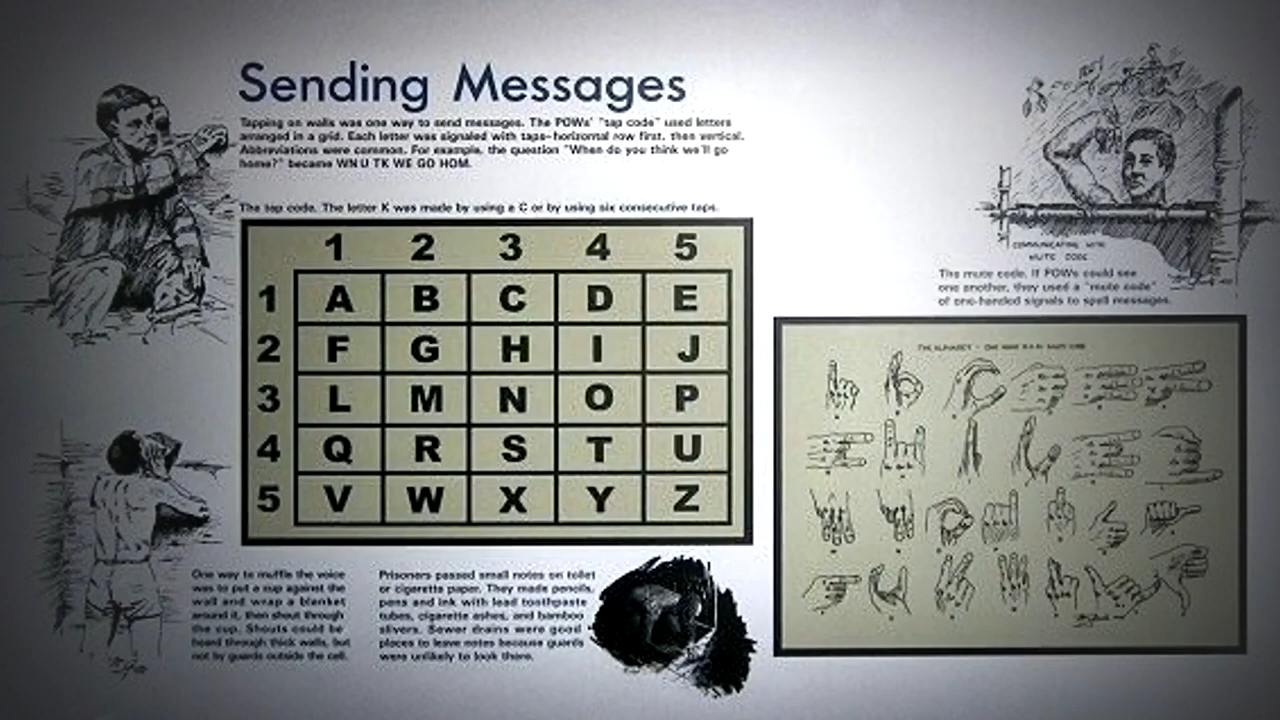 Sending Messages
Tapping on walls was one way to send messages. The POWs' "tap code" used letters
arranged in a grid. Each letter was signaled with taps-horizontal row first, then vertical.
Abbreviations were common. For example, the question "When do you think we'll go
home?" became WN U TK WE GO HOM.
The tap code. The letter K was made by using a C or by using six consecutive taps.
1 2 3 4 5
1 A B C D E
2 F G H I J
3 L M N O P
4 Q R S T U
5 V W X Y Z
One way to muffle the voice
was to put a cup against the
wall and wrap a blanket
around it, then shout through
the cup. Shouts could be
heard through thick walls, but
not by guards outside the cell.
Prisoners passed small notes on toilet
or cigarette paper. They made pencils,
pens and ink with lead toothpaste
tubes, cigarette ashes, and bamboo
slivers. Sewer drains were good
places to leave notes because guards
were unlikely to look there.
COMMUNICATING WITH
MUTE CODE
The mute code. If POWs could see
one another, they used a "mute code"
of one-handed signals to spell messages.
THE ALPHABET - ONE HAND